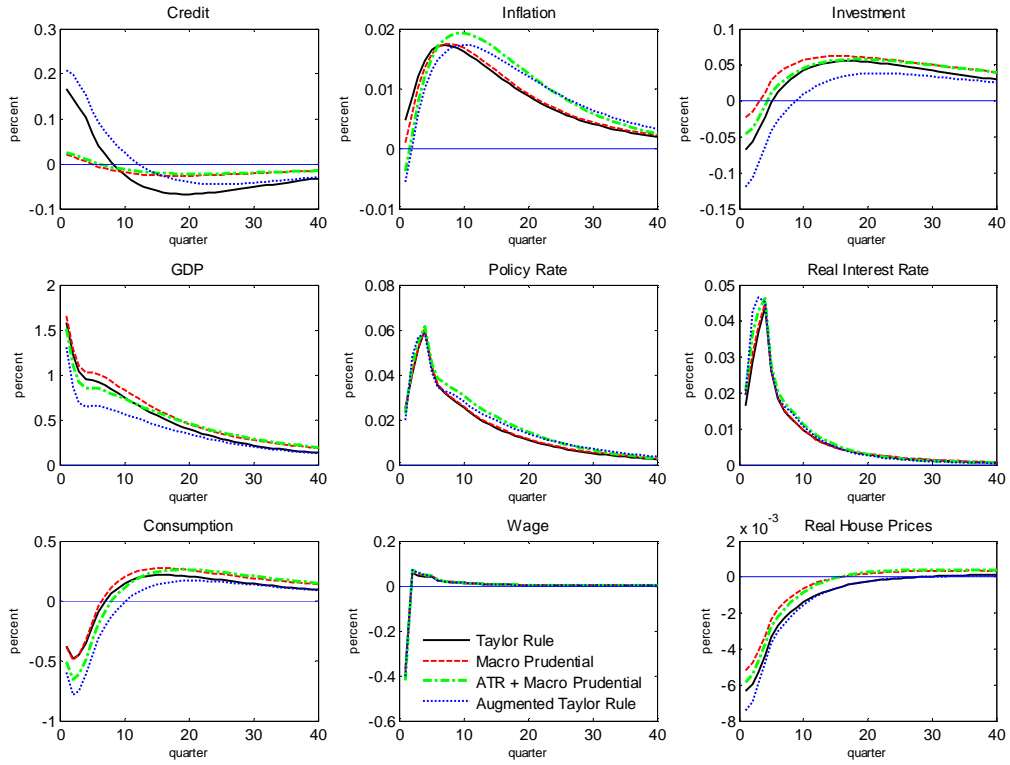 Credit
0.3
0.2
0.1
0
-0.1
percent
0 10 20 30 40
quarter
Inflation
0.02
0.01
0
-0.01
percent
0 10 20 30 40
quarter
Investment
0.1
0.05
0
-0.05
-0.1
-0.15
percent
0 10 20 30 40
quarter
GDP
2
1.5
1
0.5
0
percent
0 10 20 30 40
quarter
Policy Rate
0.08
0.06
0.04
0.02
0
percent
0 10 20 30 40
quarter
Real Interest Rate
0.05
0.04
0.03
0.02
0.01
0
percent
0 10 20 30 40
quarter
Consumption
0.5
0
-0.5
-1
percent
0 10 20 30 40
quarter
Wage
0.2
0
-0.2
-0.4
-0.6
percent
Taylor Rule
Macro Prudential
ATR + Macro Prudential
Augmented Taylor Rule
0 10 20 30 40
quarter
Real House Prices
x 10^-3
2
0
-2
-4
-6
-8
percent
0 10 20 30 40
quarter